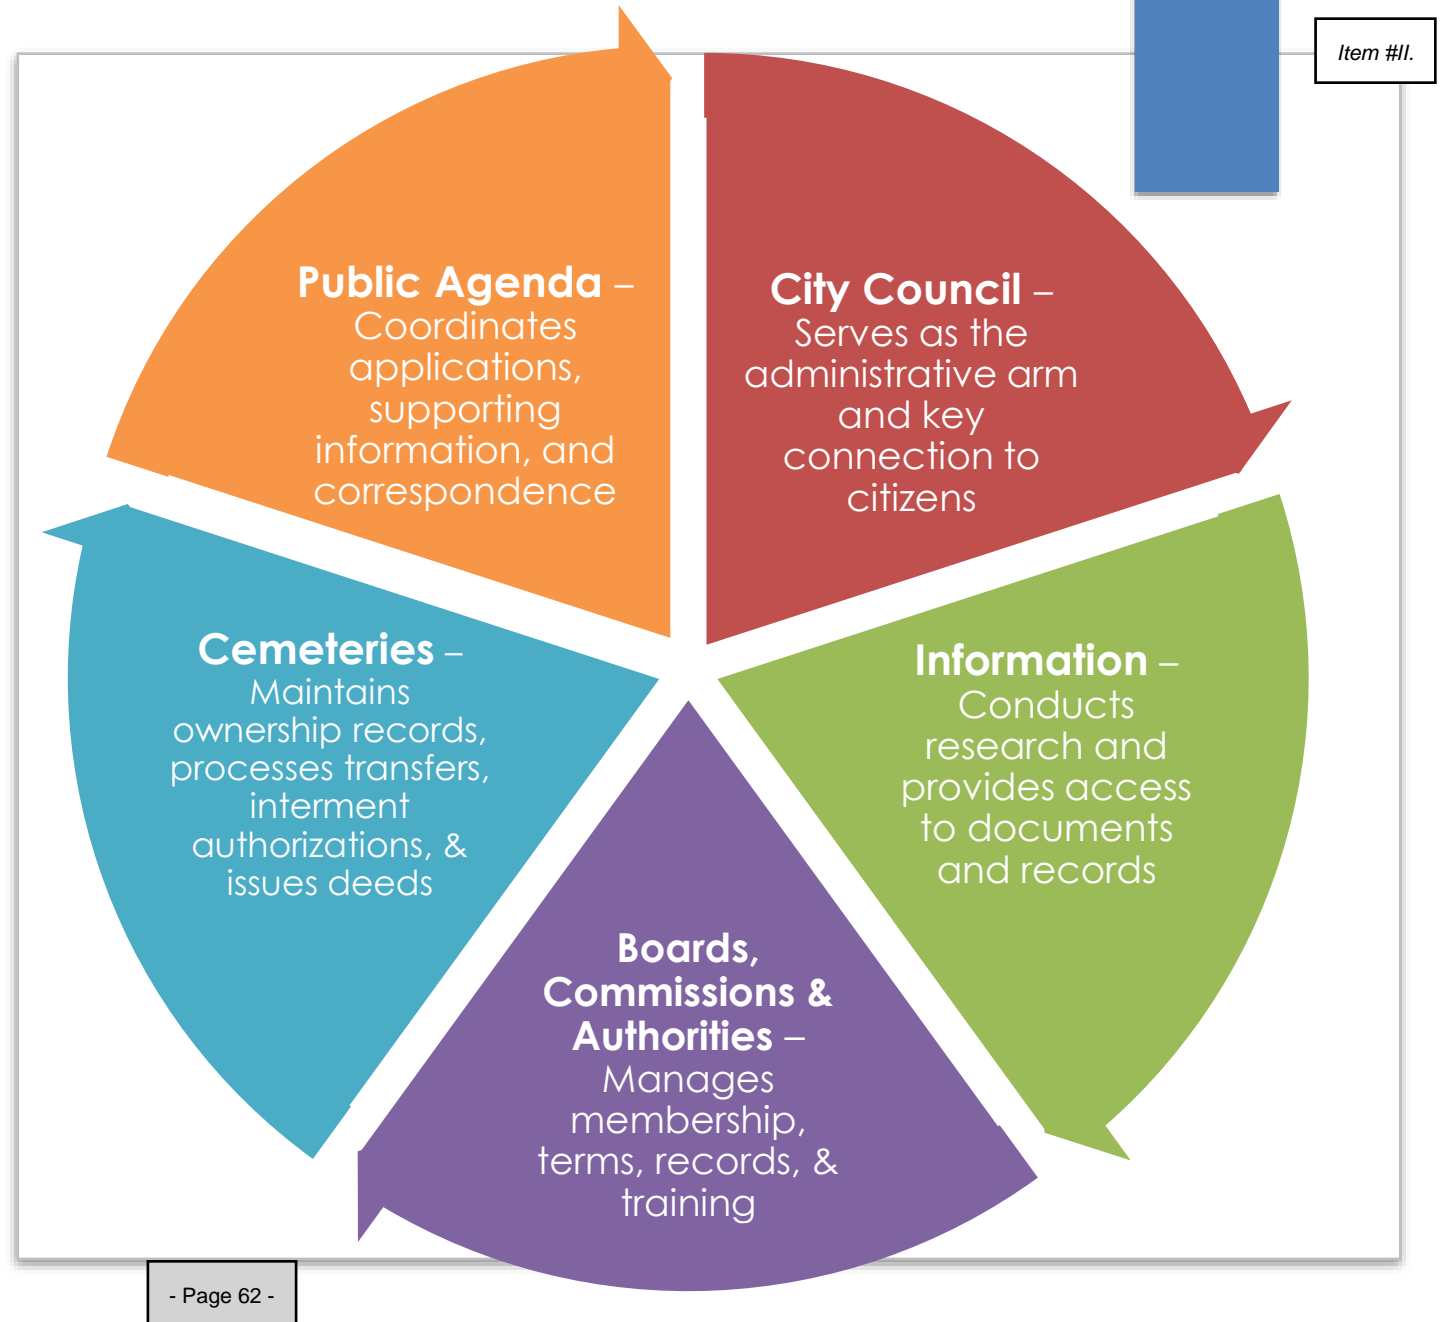 Item #II.
Public Agenda –
Coordinates
applications,
supporting
information, and
correspondence
City Council –
Serves as the
administrative arm
and key
connection to
citizens
Cemeteries –
Maintains
ownership records,
processes transfers,
interment
authorizations, &
issues deeds
Information –
Conducts
research and
provides access
to documents
and records
Boards,
Commissions &
Authorities –
Manages
membership,
terms, records, &
training
- Page 62 -